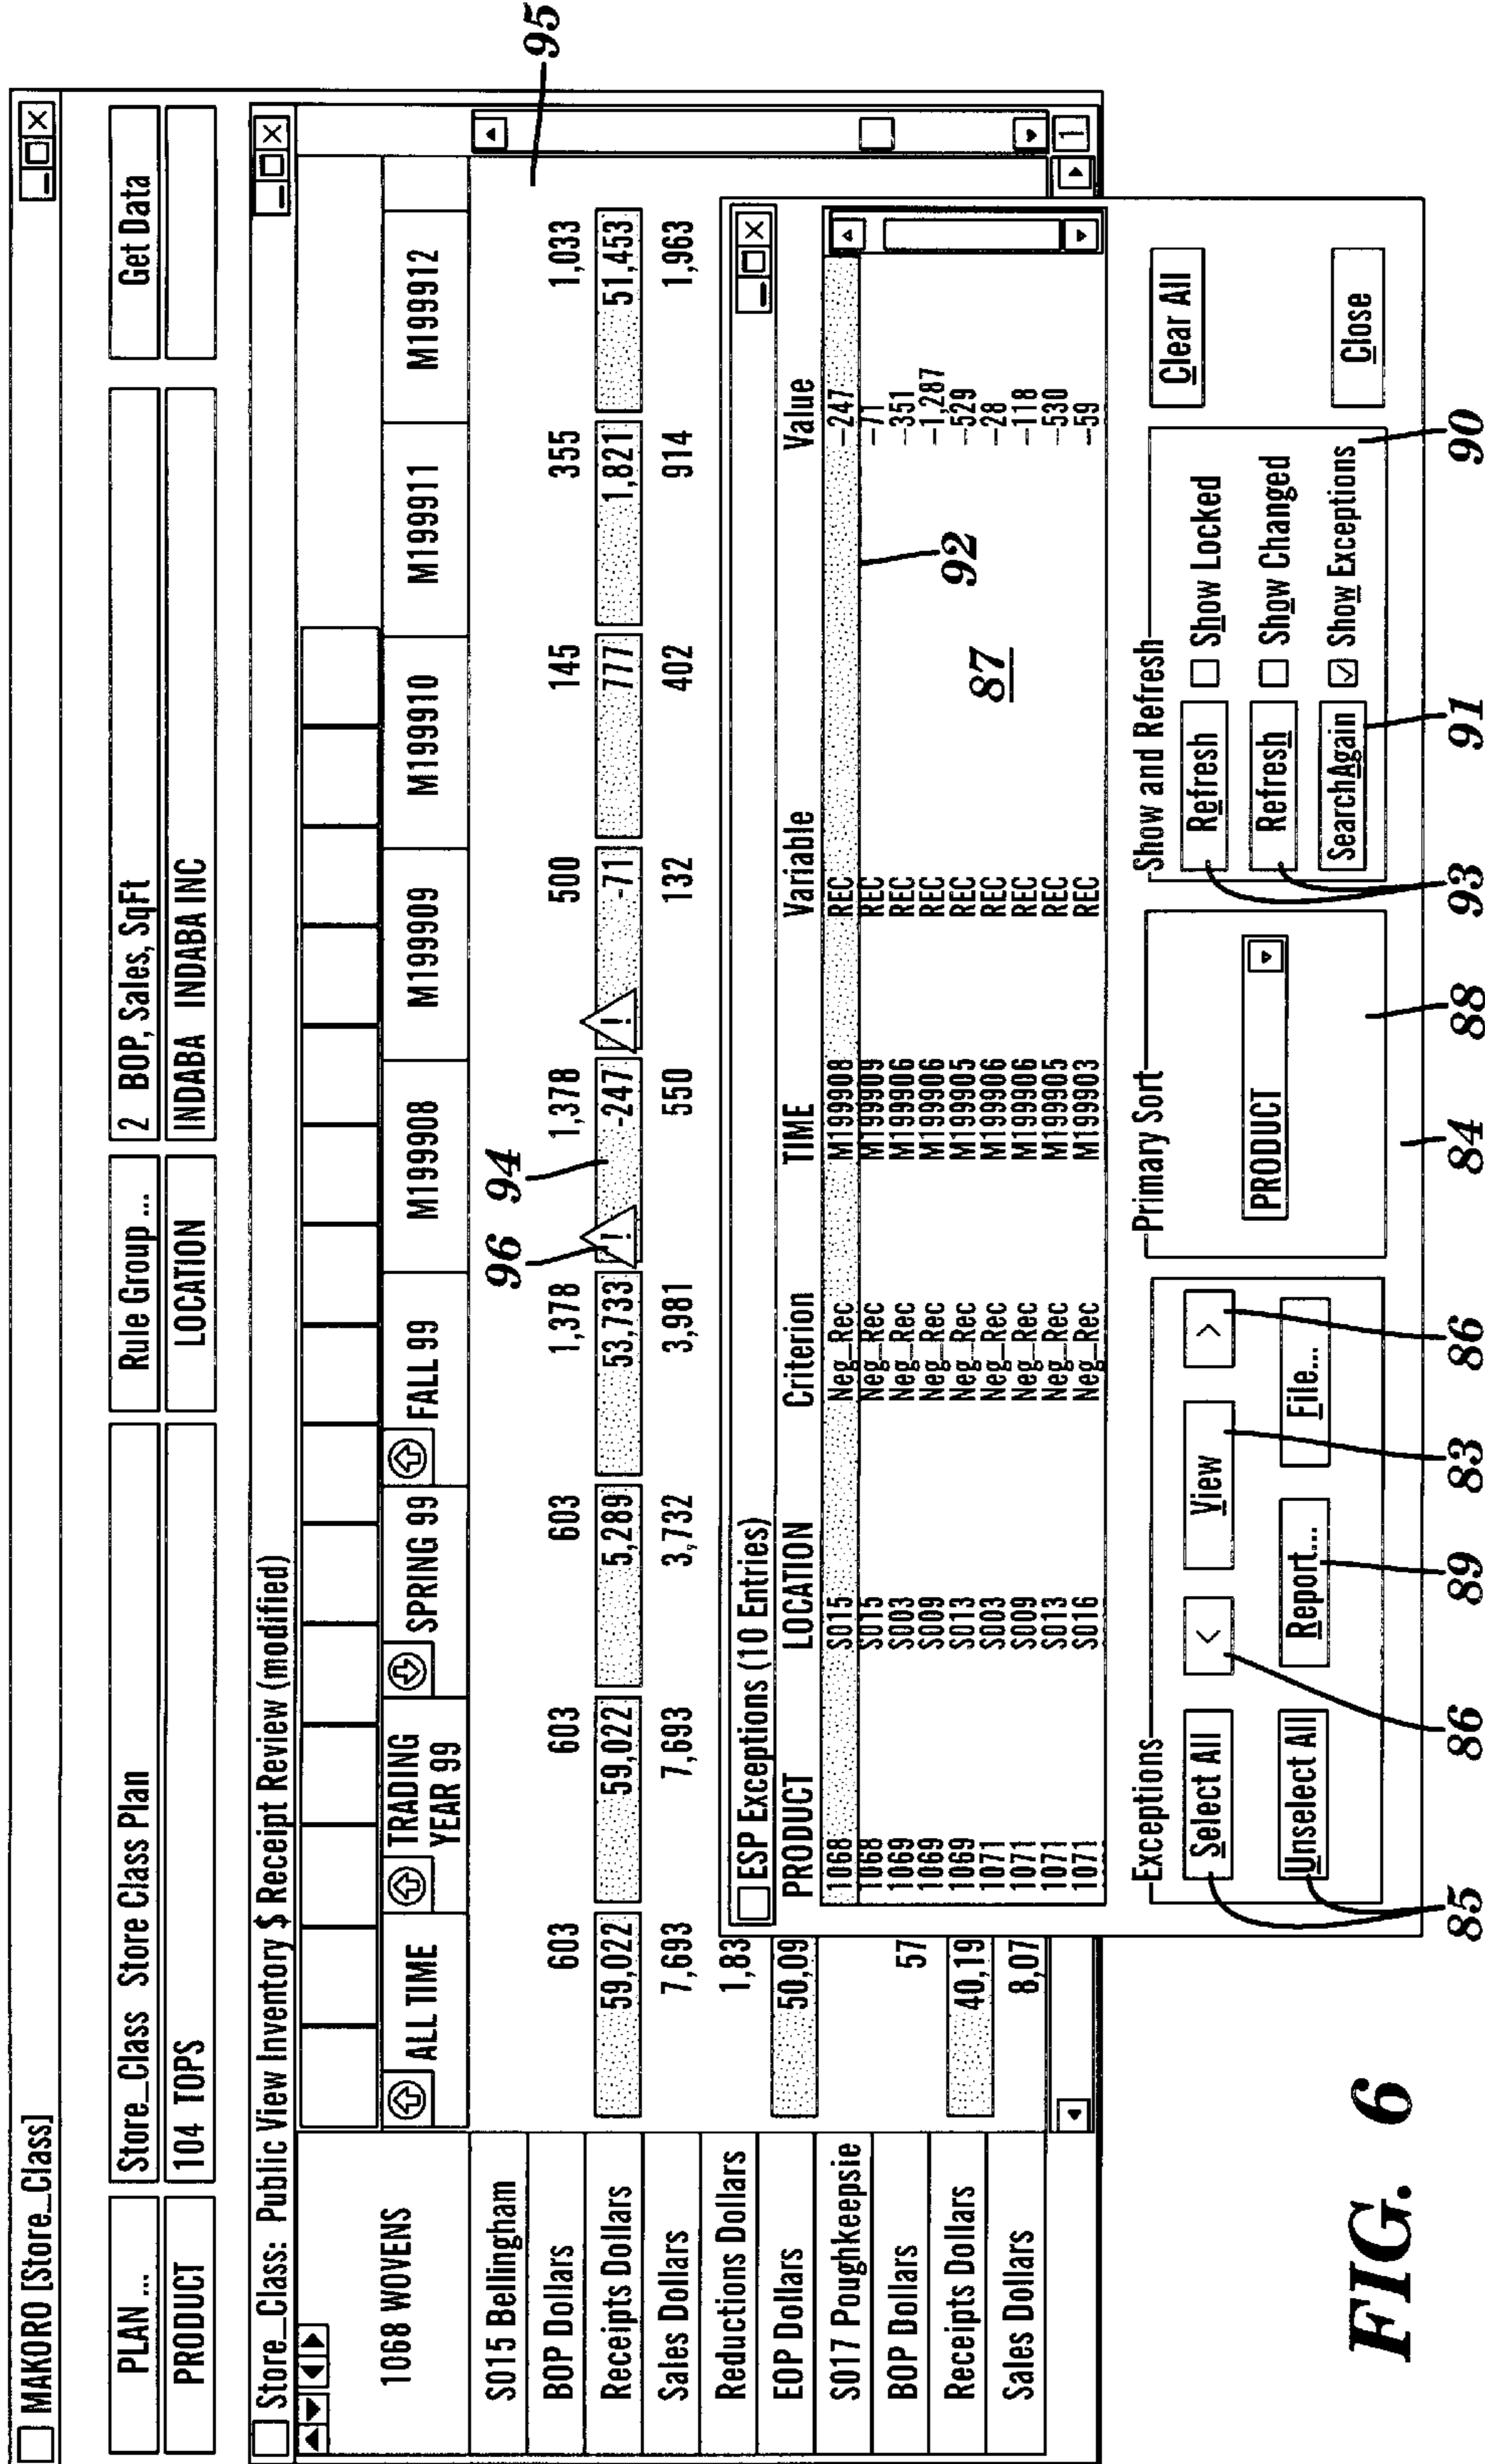 MAKORO [Store_Class]
PLAN ... Store_Class Store Class Plan Rule Group ... 2 BOP, Sales, SqFt Get Data
PRODUCT 104 TOPS LOCATION INDABA INDABA INC
Store_Class: Public View Inventory $ Receipt Review (modified)
1068 WOVENS ALL TIME TRADING YEAR 99 SPRING 99 FALL 99 M199908 M199909 M199910 M199911 M199912
95
S015 Bellingham
96 94
BOP Dollars 603 603 603 1,378 1,378 500 145 355 1,033
Receipts Dollars 59,022 59,022 5,289 53,733 ! -247 ! -71 777 1,821 51,453
Sales Dollars 7,693 7,693 3,732 3,981 550 132 402 914 1,963
Reductions Dollars 1,83
EOP Dollars 50,09
S017 Poughkeepsie
BOP Dollars 57
Receipts Dollars 40,19
Sales Dollars 8,07
1
ESP Exceptions (10 Entries)
PRODUCT LOCATION Criterion TIME Variable Value
1068 S015 Neg_Rec M199908 REC -247
1068 S015 Neg_Rec M199909 REC -71
1069 S003 Neg_Rec M199906 REC -351
1069 S009 Neg_Rec M199906 REC -1,287
1069 S013 Neg_Rec M199905 REC -529
1071 S003 Neg_Rec M199906 REC -28
1071 S009 Neg_Rec M199906 REC -118
1071 S013 Neg_Rec M199905 REC -530
1071 S016 Neg_Rec M199903 REC -59
92
87
Exceptions Primary Sort Show and Refresh
Select All < View > PRODUCT Refresh Show Locked Clear All
Unselect All Report... File... Refresh Show Changed
SearchAgain Show Exceptions Close
85 86 89 83 86 84 88 93 91 90
FIG. 6